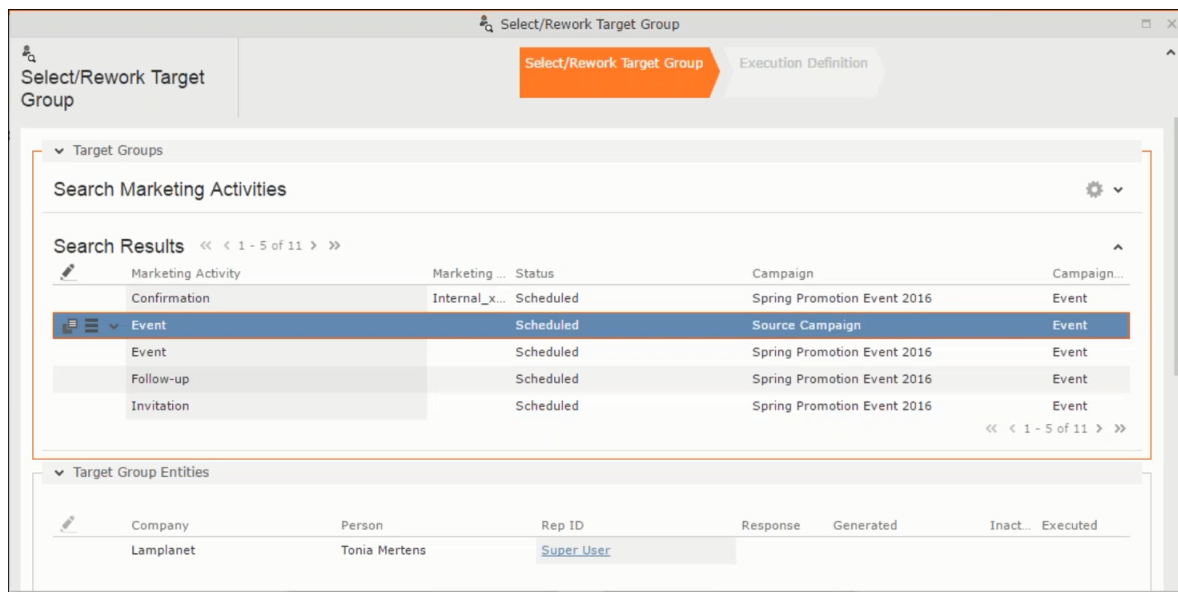 Select/Rework Target Group
Select/Rework Target
Group
Select/Rework Target Group
Execution Definition
Target Groups
Search Marketing Activities
Search Results << < 1 - 5 of 11 > >>
Marketing Activity Marketing ... Status Campaign Campaign...
Confirmation Internal_x... Scheduled Spring Promotion Event 2016 Event
Event Scheduled Source Campaign Event
Event Scheduled Spring Promotion Event 2016 Event
Follow-up Scheduled Spring Promotion Event 2016 Event
Invitation Scheduled Spring Promotion Event 2016 Event
<< < 1 - 5 of 11 > >>
Target Group Entities
Company Person Rep ID Response Generated Inact... Executed
Lamplanet Tonia Mertens Super User